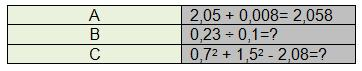 A 2,05 + 0,008= 2,058
B 0,23 ÷ 0,1=?
C 0,7² + 1,5² - 2,08=?